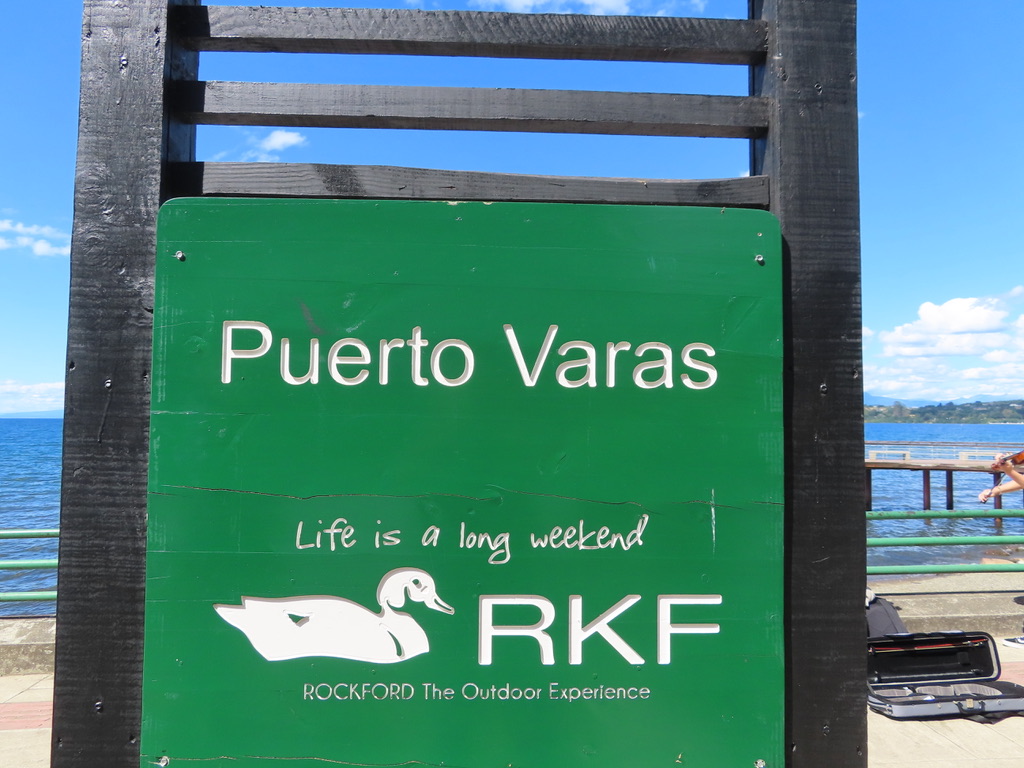 Puerto Varas
Life is a long weekend
RKF
ROCKFORD The Outdoor Experience